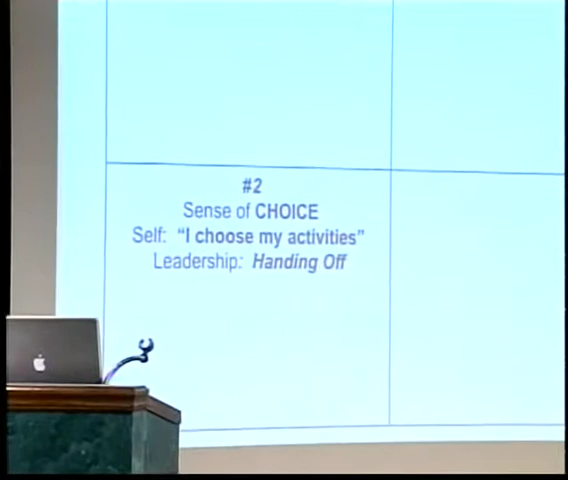 #2
Sense of CHOICE
Self: “I choose my activities”
Leadership: Handing Off